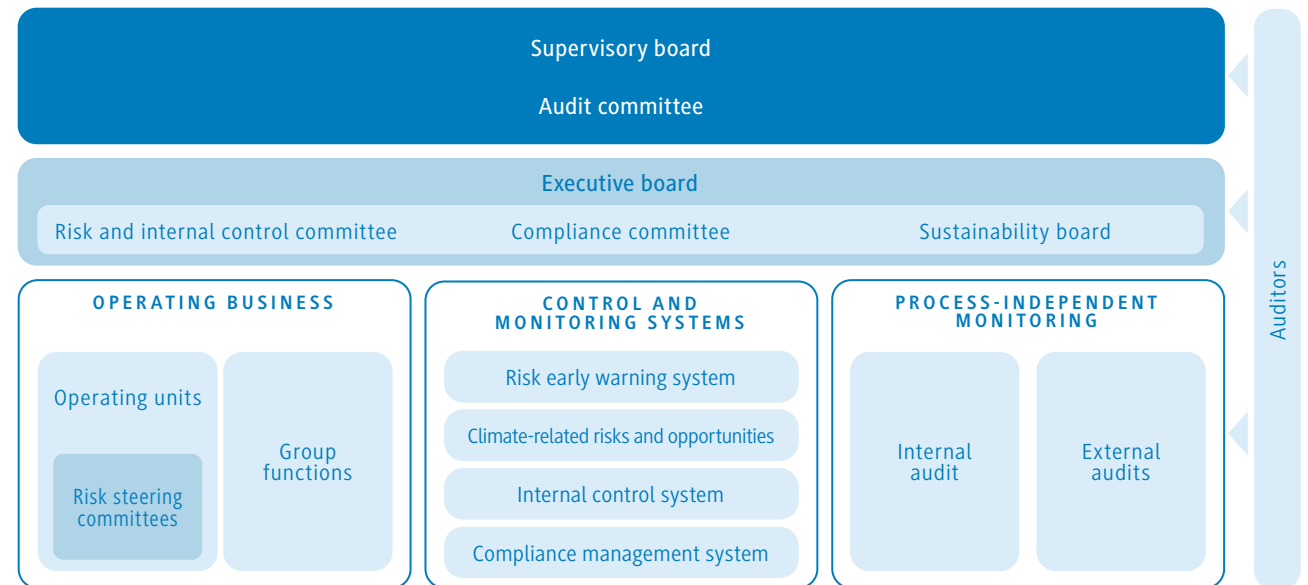 Supervisory board
Audit committee
Executive board
Risk and internal control committee
Compliance committee
Sustainability board
OPERATING BUSINESS
Operating units
Risk steering
committees
Group
functions
CONTROL AND
MONITORING SYSTEMS
Risk early warning system
Climate-related risks and opportunities
Internal control system
Compliance management system
PROCESS-INDEPENDENT
MONITORING
Internal
audit
External
audits
Auditors